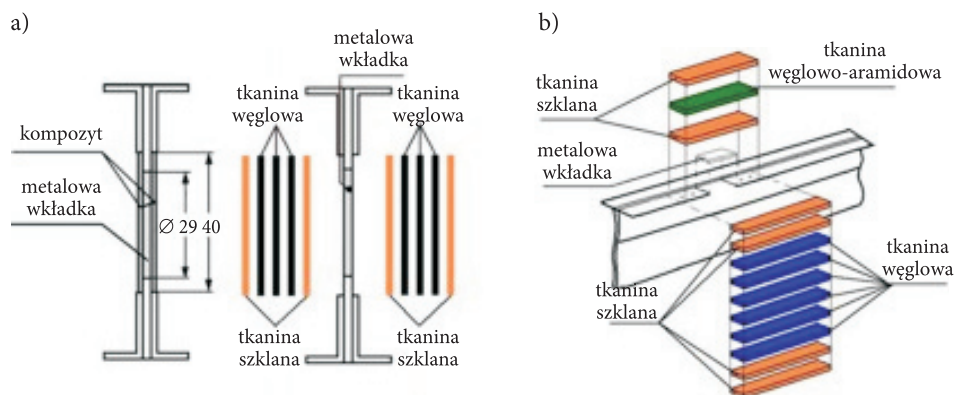 a)
metalowa
wkładka
tkanina
węglowa
tkanina
węglowa
kompozyt
metalowa
wkładka
Ø 29 40
tkanina
szklana
tkanina
szklana
b)
tkanina
węglowo-aramidowa
tkanina
szklana
metalowa
wkładka
tkanina
węglowa
tkanina
szklana